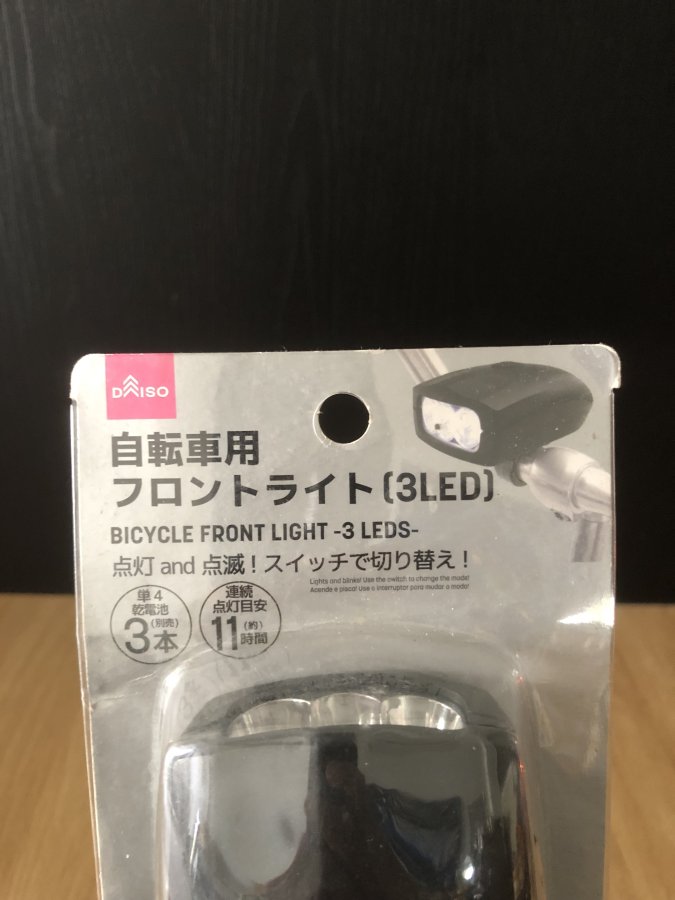 DAISO
自転車用
フロントライト(3LED)
BICYCLE FRONT LIGHT -3 LEDS-
点灯 and 点滅!スイッチで切り替え!
Lights and blinks! Use the switch to change the mode!
Acende e pisca! Use o interruptor para mudar o modo!
単4
乾電池
(別売)
3本
連続
点灯目安
(約)
11時間